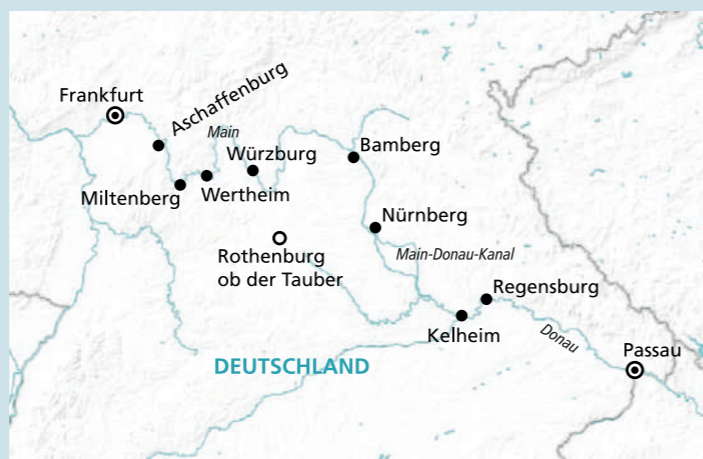 Frankfurt
Aschaffenburg
Main
Würzburg
Bamberg
Miltenberg
Wertheim
Nürnberg
Rothenburg
ob der Tauber
Main-Donau-Kanal
Regensburg
Kelheim
Donau
Passau
DEUTSCHLAND